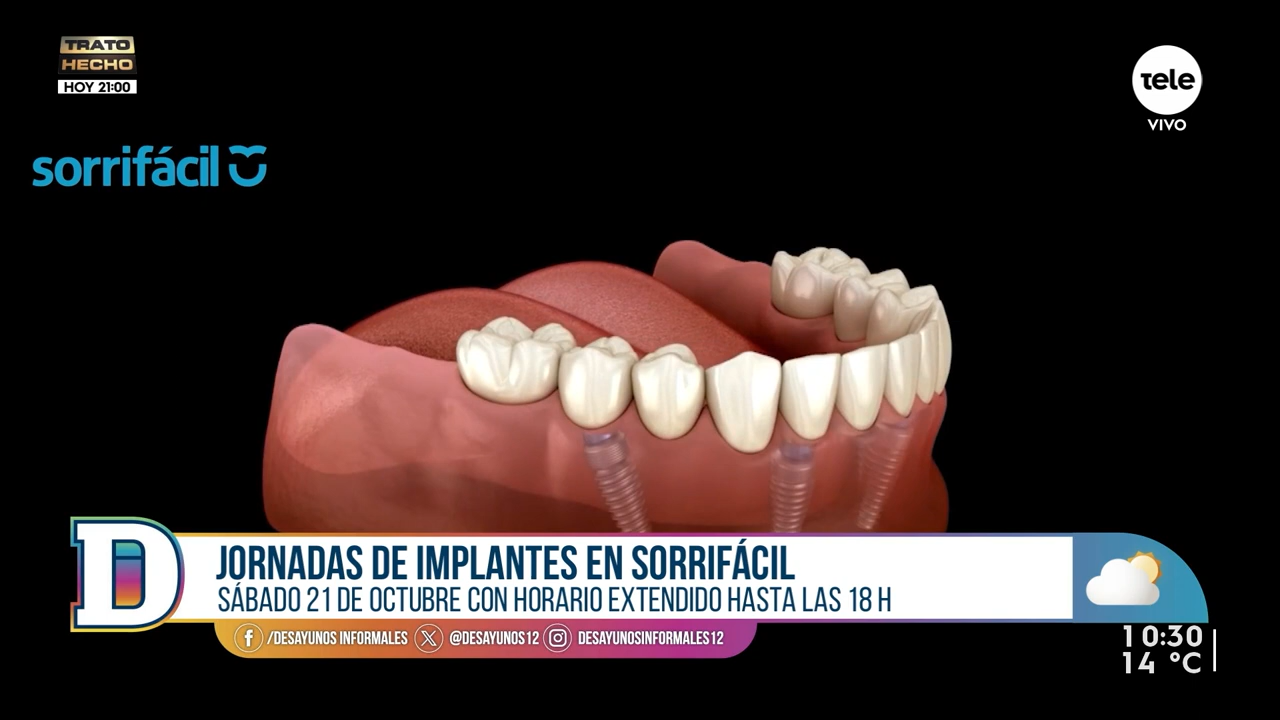 TRATO
HECHO
HOY 21:00
tele
VIVO
sorrifácil
D
JORNADAS DE IMPLANTES EN SORRIFÁCIL
SÁBADO 21 DE OCTUBRE CON HORARIO EXTENDIDO HASTA LAS 18 H
/DESAYUNOS INFORMALES @DESAYUNOS12 DESAYUNOSINFORMALES12
10:30
14 °C